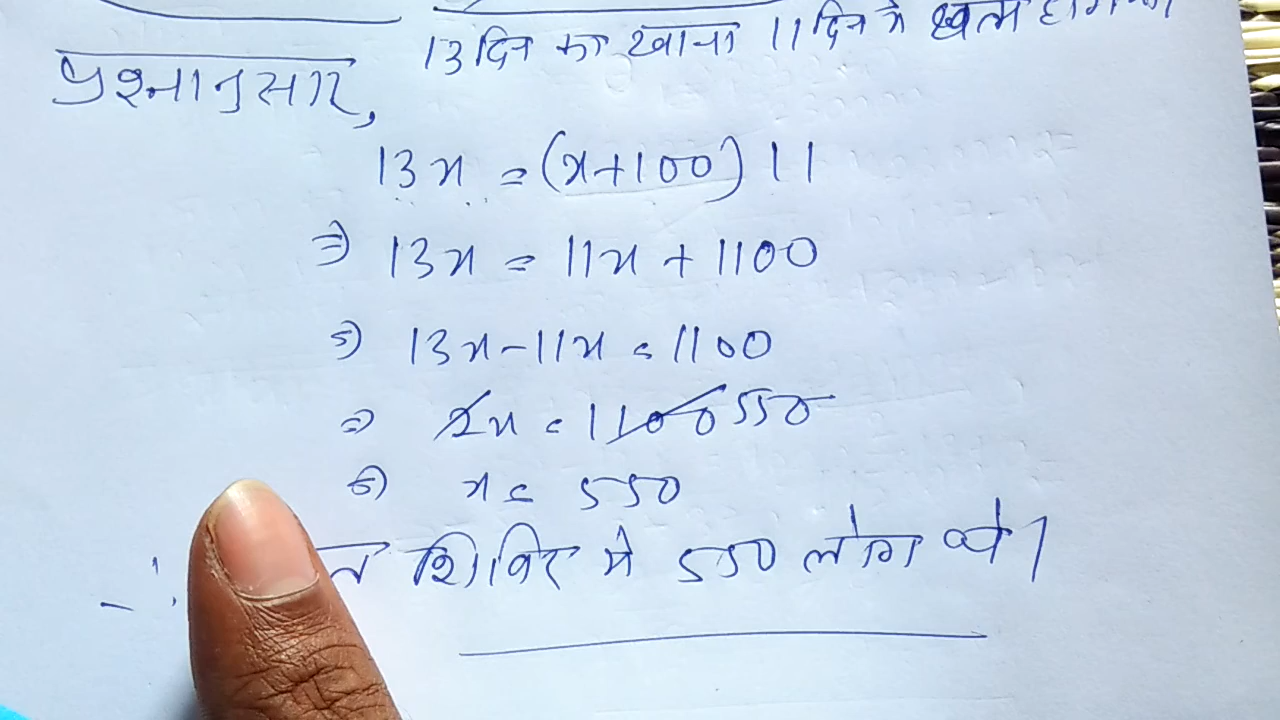 13 दिन का खाना 11 दिन मे खत्म
प्रश्नानुसार,
13x = (x+100) 11
⇒ 13x = 11x + 1100
⇒ 13x - 11x = 1100
⇒ 2x = 1100 550
⇒ x = 550
∴ शिविर मे 550 लोग थे।